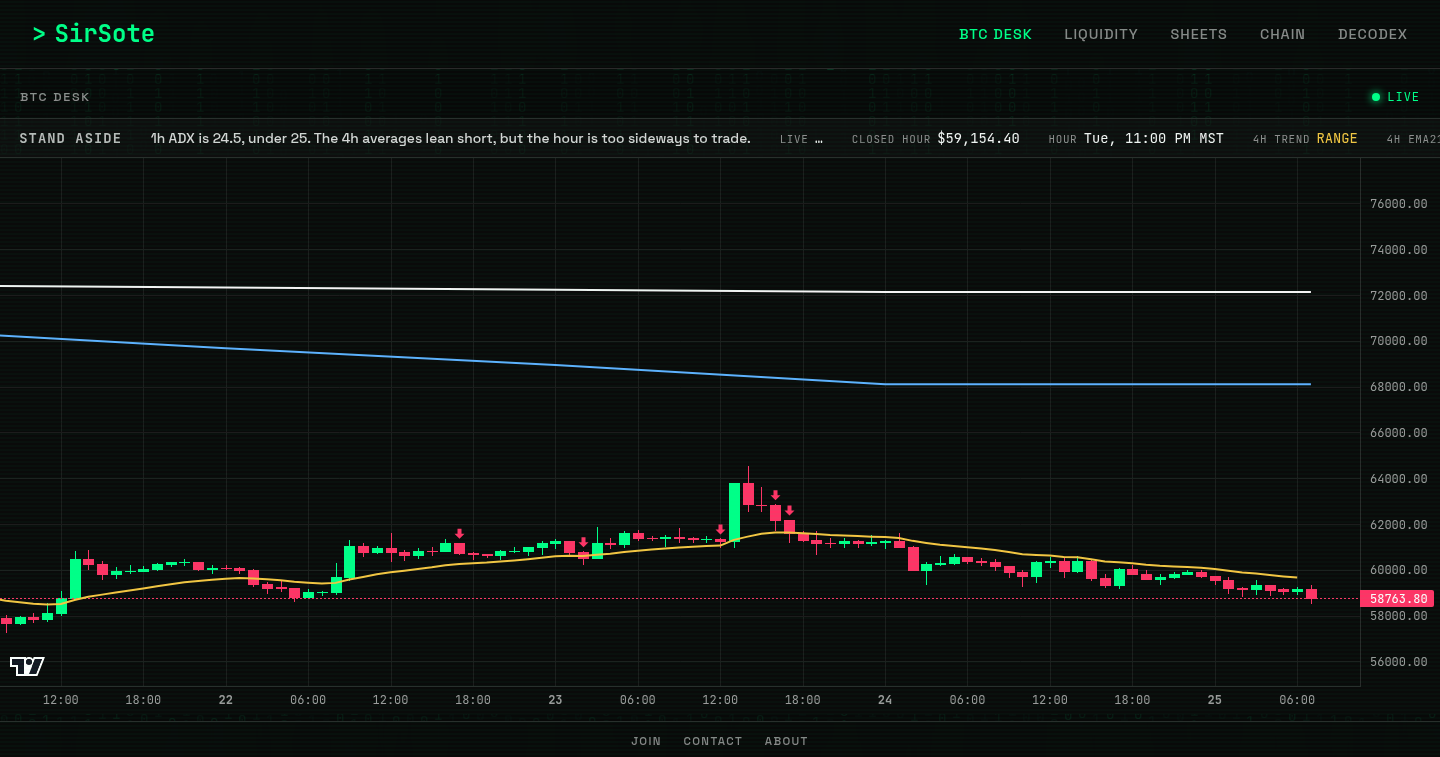 > SirSote
BTC DESK LIQUIDITY SHEETS CHAIN DECODEX
BTC DESK
LIVE
STAND ASIDE 1h ADX is 24.5, under 25. The 4h averages lean short, but the hour is too sideways to trade. LIVE … CLOSED HOUR $59,154.40 HOUR Tue, 11:00 PM MST 4H TREND RANGE 4H EMA21
76000.00
74000.00
72000.00
70000.00
68000.00
66000.00
64000.00
62000.00
60000.00
58763.80
58000.00
56000.00
12:00 18:00 22 06:00 12:00 18:00 23 06:00 12:00 18:00 24 06:00 12:00 18:00 25 06:00
JOIN CONTACT ABOUT